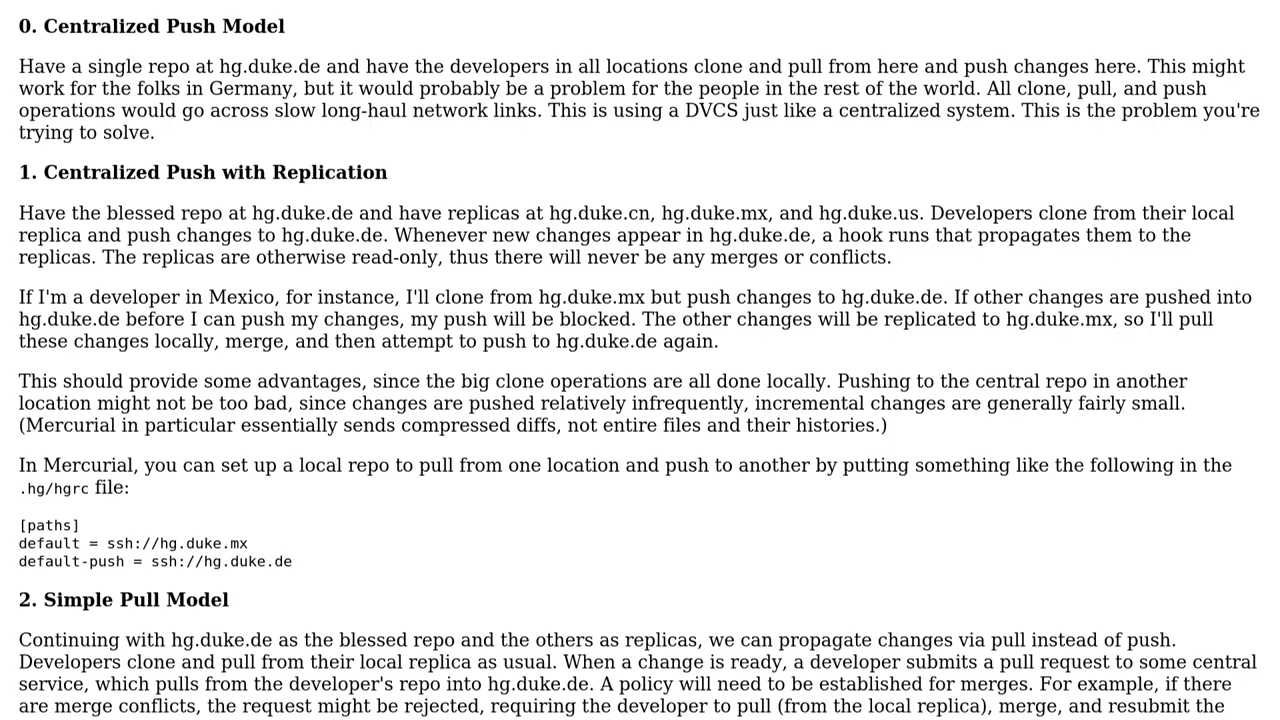 0. Centralized Push Model
Have a single repo at hg.duke.de and have the developers in all locations clone and pull from here and push changes here. This might
work for the folks in Germany, but it would probably be a problem for the people in the rest of the world. All clone, pull, and push
operations would go across slow long-haul network links. This is using a DVCS just like a centralized system. This is the problem you're
trying to solve.
1. Centralized Push with Replication
Have the blessed repo at hg.duke.de and have replicas at hg.duke.cn, hg.duke.mx, and hg.duke.us. Developers clone from their local
replica and push changes to hg.duke.de. Whenever new changes appear in hg.duke.de, a hook runs that propagates them to the
replicas. The replicas are otherwise read-only, thus there will never be any merges or conflicts.
If I'm a developer in Mexico, for instance, I'll clone from hg.duke.mx but push changes to hg.duke.de. If other changes are pushed into
hg.duke.de before I can push my changes, my push will be blocked. The other changes will be replicated to hg.duke.mx, so I'll pull
these changes locally, merge, and then attempt to push to hg.duke.de again.
This should provide some advantages, since the big clone operations are all done locally. Pushing to the central repo in another
location might not be too bad, since changes are pushed relatively infrequently, incremental changes are generally fairly small.
(Mercurial in particular essentially sends compressed diffs, not entire files and their histories.)
In Mercurial, you can set up a local repo to pull from one location and push to another by putting something like the following in the
.hg/hgrc file:
[paths]
default = ssh://hg.duke.mx
default-push = ssh://hg.duke.de
2. Simple Pull Model
Continuing with hg.duke.de as the blessed repo and the others as replicas, we can propagate changes via pull instead of push.
Developers clone and pull from their local replica as usual. When a change is ready, a developer submits a pull request to some central
service, which pulls from the developer's repo into hg.duke.de. A policy will need to be established for merges. For example, if there
are merge conflicts, the request might be rejected, requiring the developer to pull (from the local replica), merge, and resubmit the